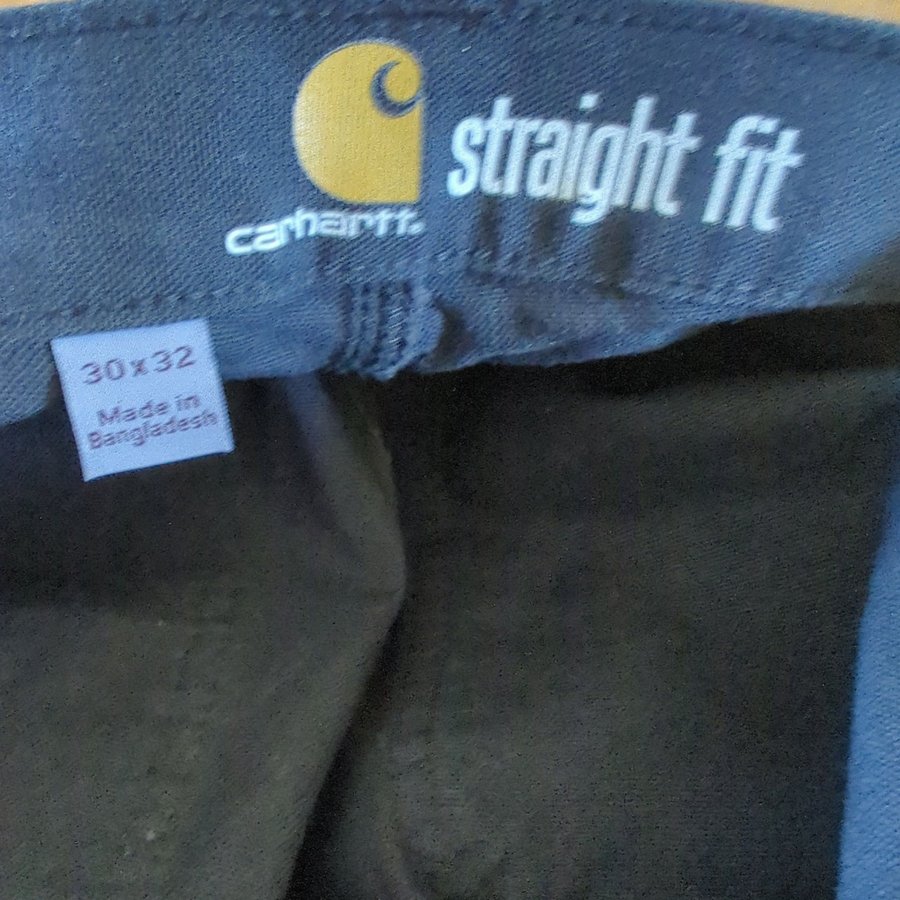 straight fit
carhartt.
30x32
Made in
Bangladesh